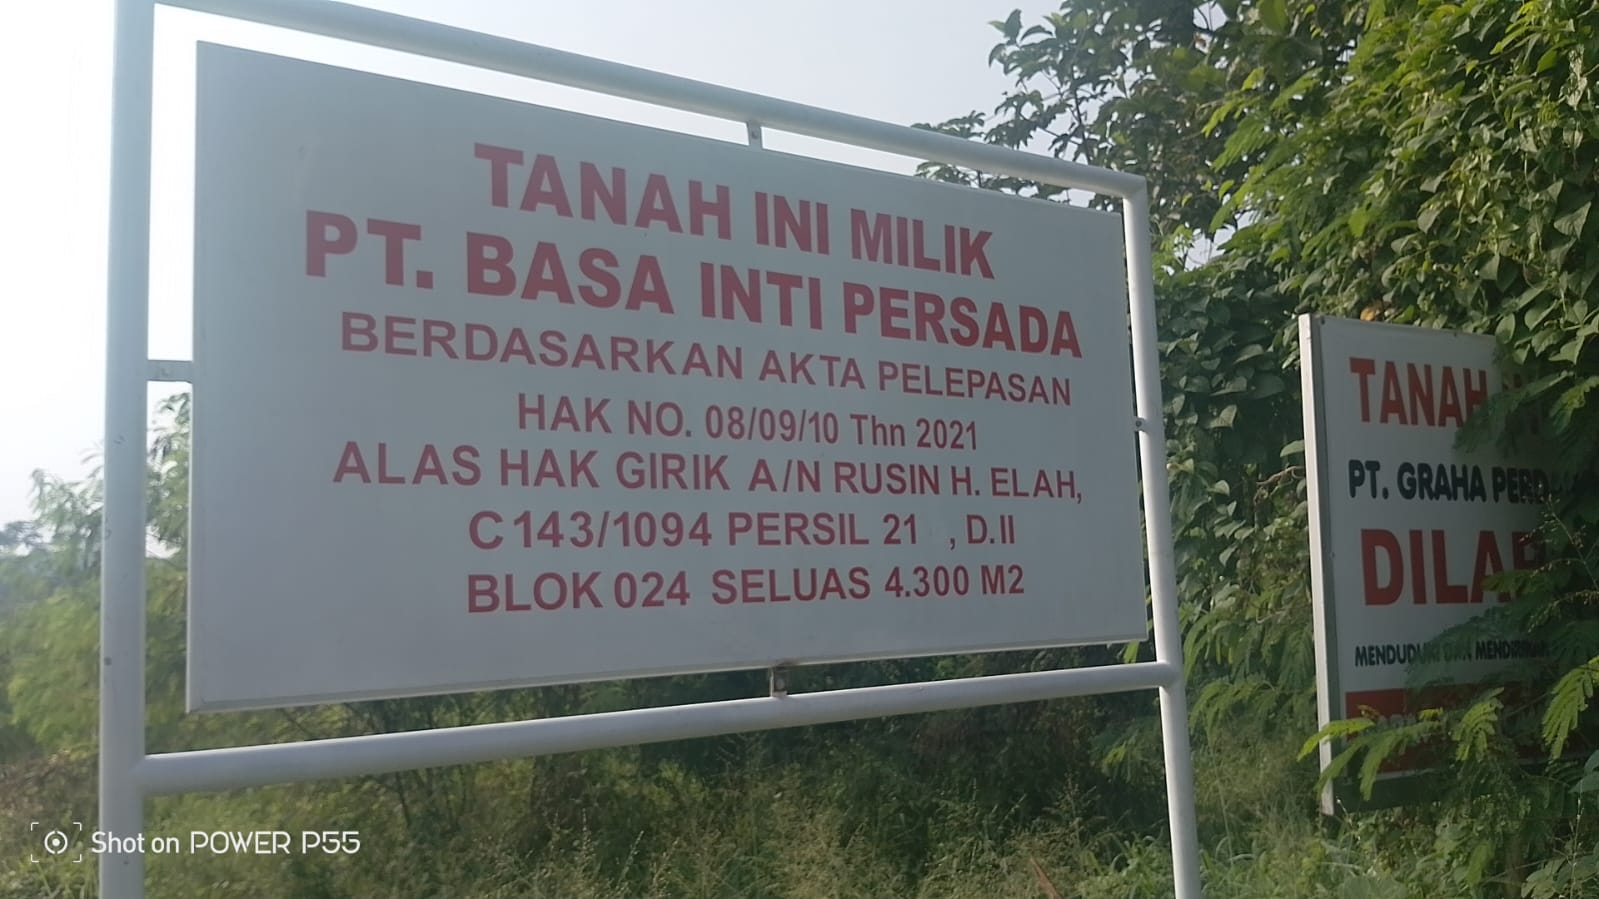 TANAH INI MILIK
PT. BASA INTI PERSADA
BERDASARKAN AKTA PELEPASAN
HAK NO. 08/09/10 Thn 2021
ALAS HAK GIRIK A/N RUSIN H. ELAH,
C 143/1094 PERSIL 21 , D.II
BLOK 024 SELUAS 4.300 M2
TANAH
PT. GRAHA
MENDUDUKI DAN
Shot on POWER P55